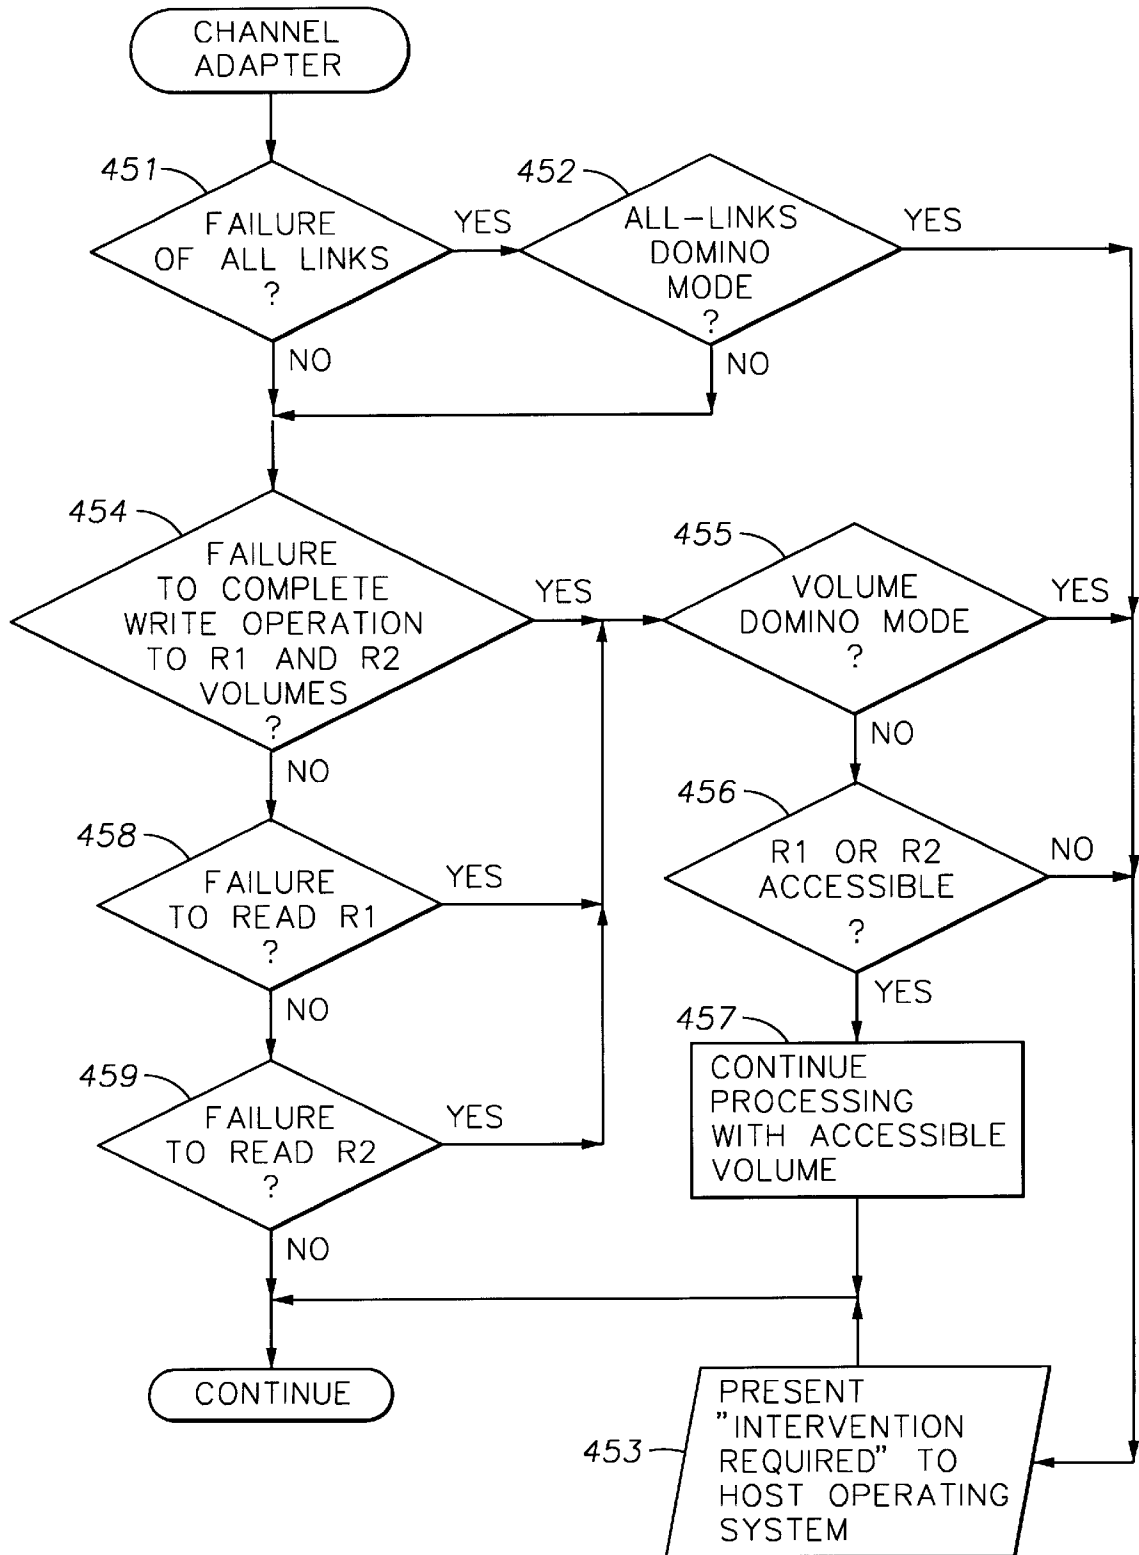 CHANNEL
ADAPTER
451
FAILURE
OF ALL LINKS
?
YES
NO
452
ALL-LINKS
DOMINO
MODE
?
YES
NO
454
FAILURE
TO COMPLETE
WRITE OPERATION
TO R1 AND R2
VOLUMES
?
YES
NO
455
VOLUME
DOMINO MODE
?
YES
NO
456
R1 OR R2
ACCESSIBLE
?
NO
YES
458
FAILURE
TO READ R1
?
YES
NO
457
CONTINUE
PROCESSING
WITH ACCESSIBLE
VOLUME
459
FAILURE
TO READ R2
?
YES
NO
CONTINUE
453
PRESENT
"INTERVENTION
REQUIRED" TO
HOST OPERATING
SYSTEM